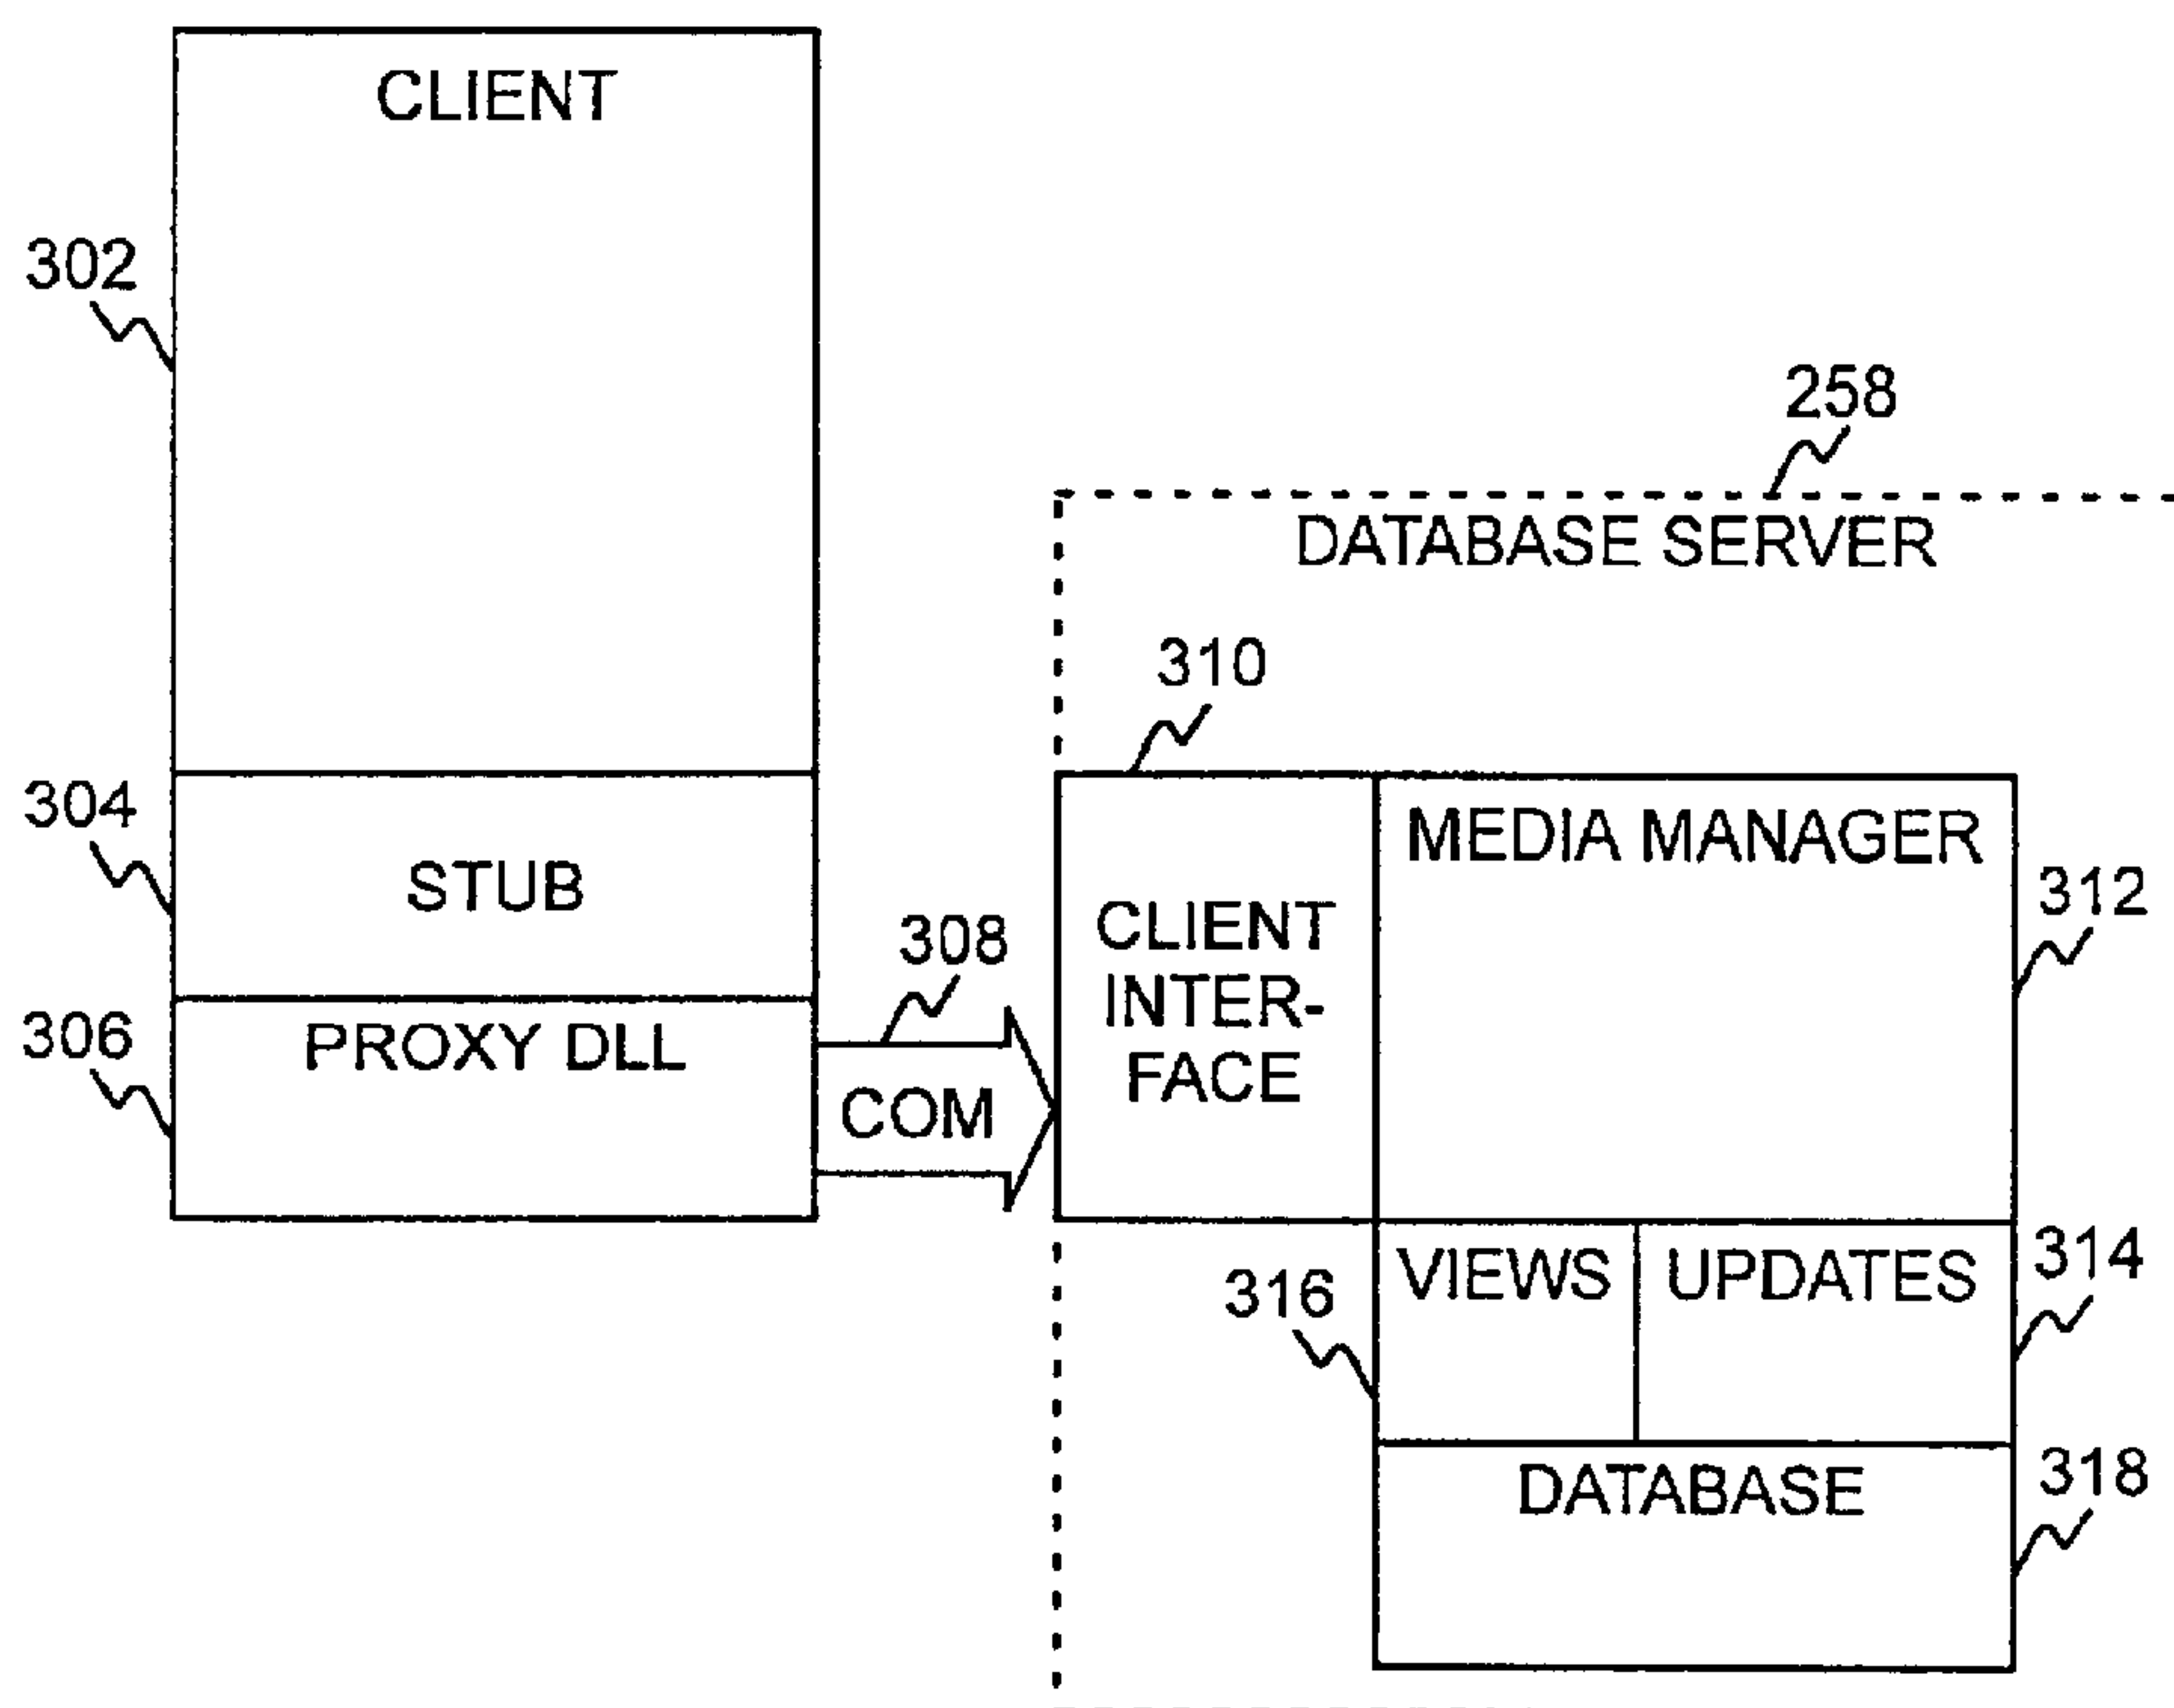 CLIENT
302
258
DATABASE SERVER
310
304
STUB
MEDIA MANAGER
312
308
CLIENT
INTER-
FACE
306
PROXY DLL
COM
316
VIEWS
UPDATES
314
DATABASE
318